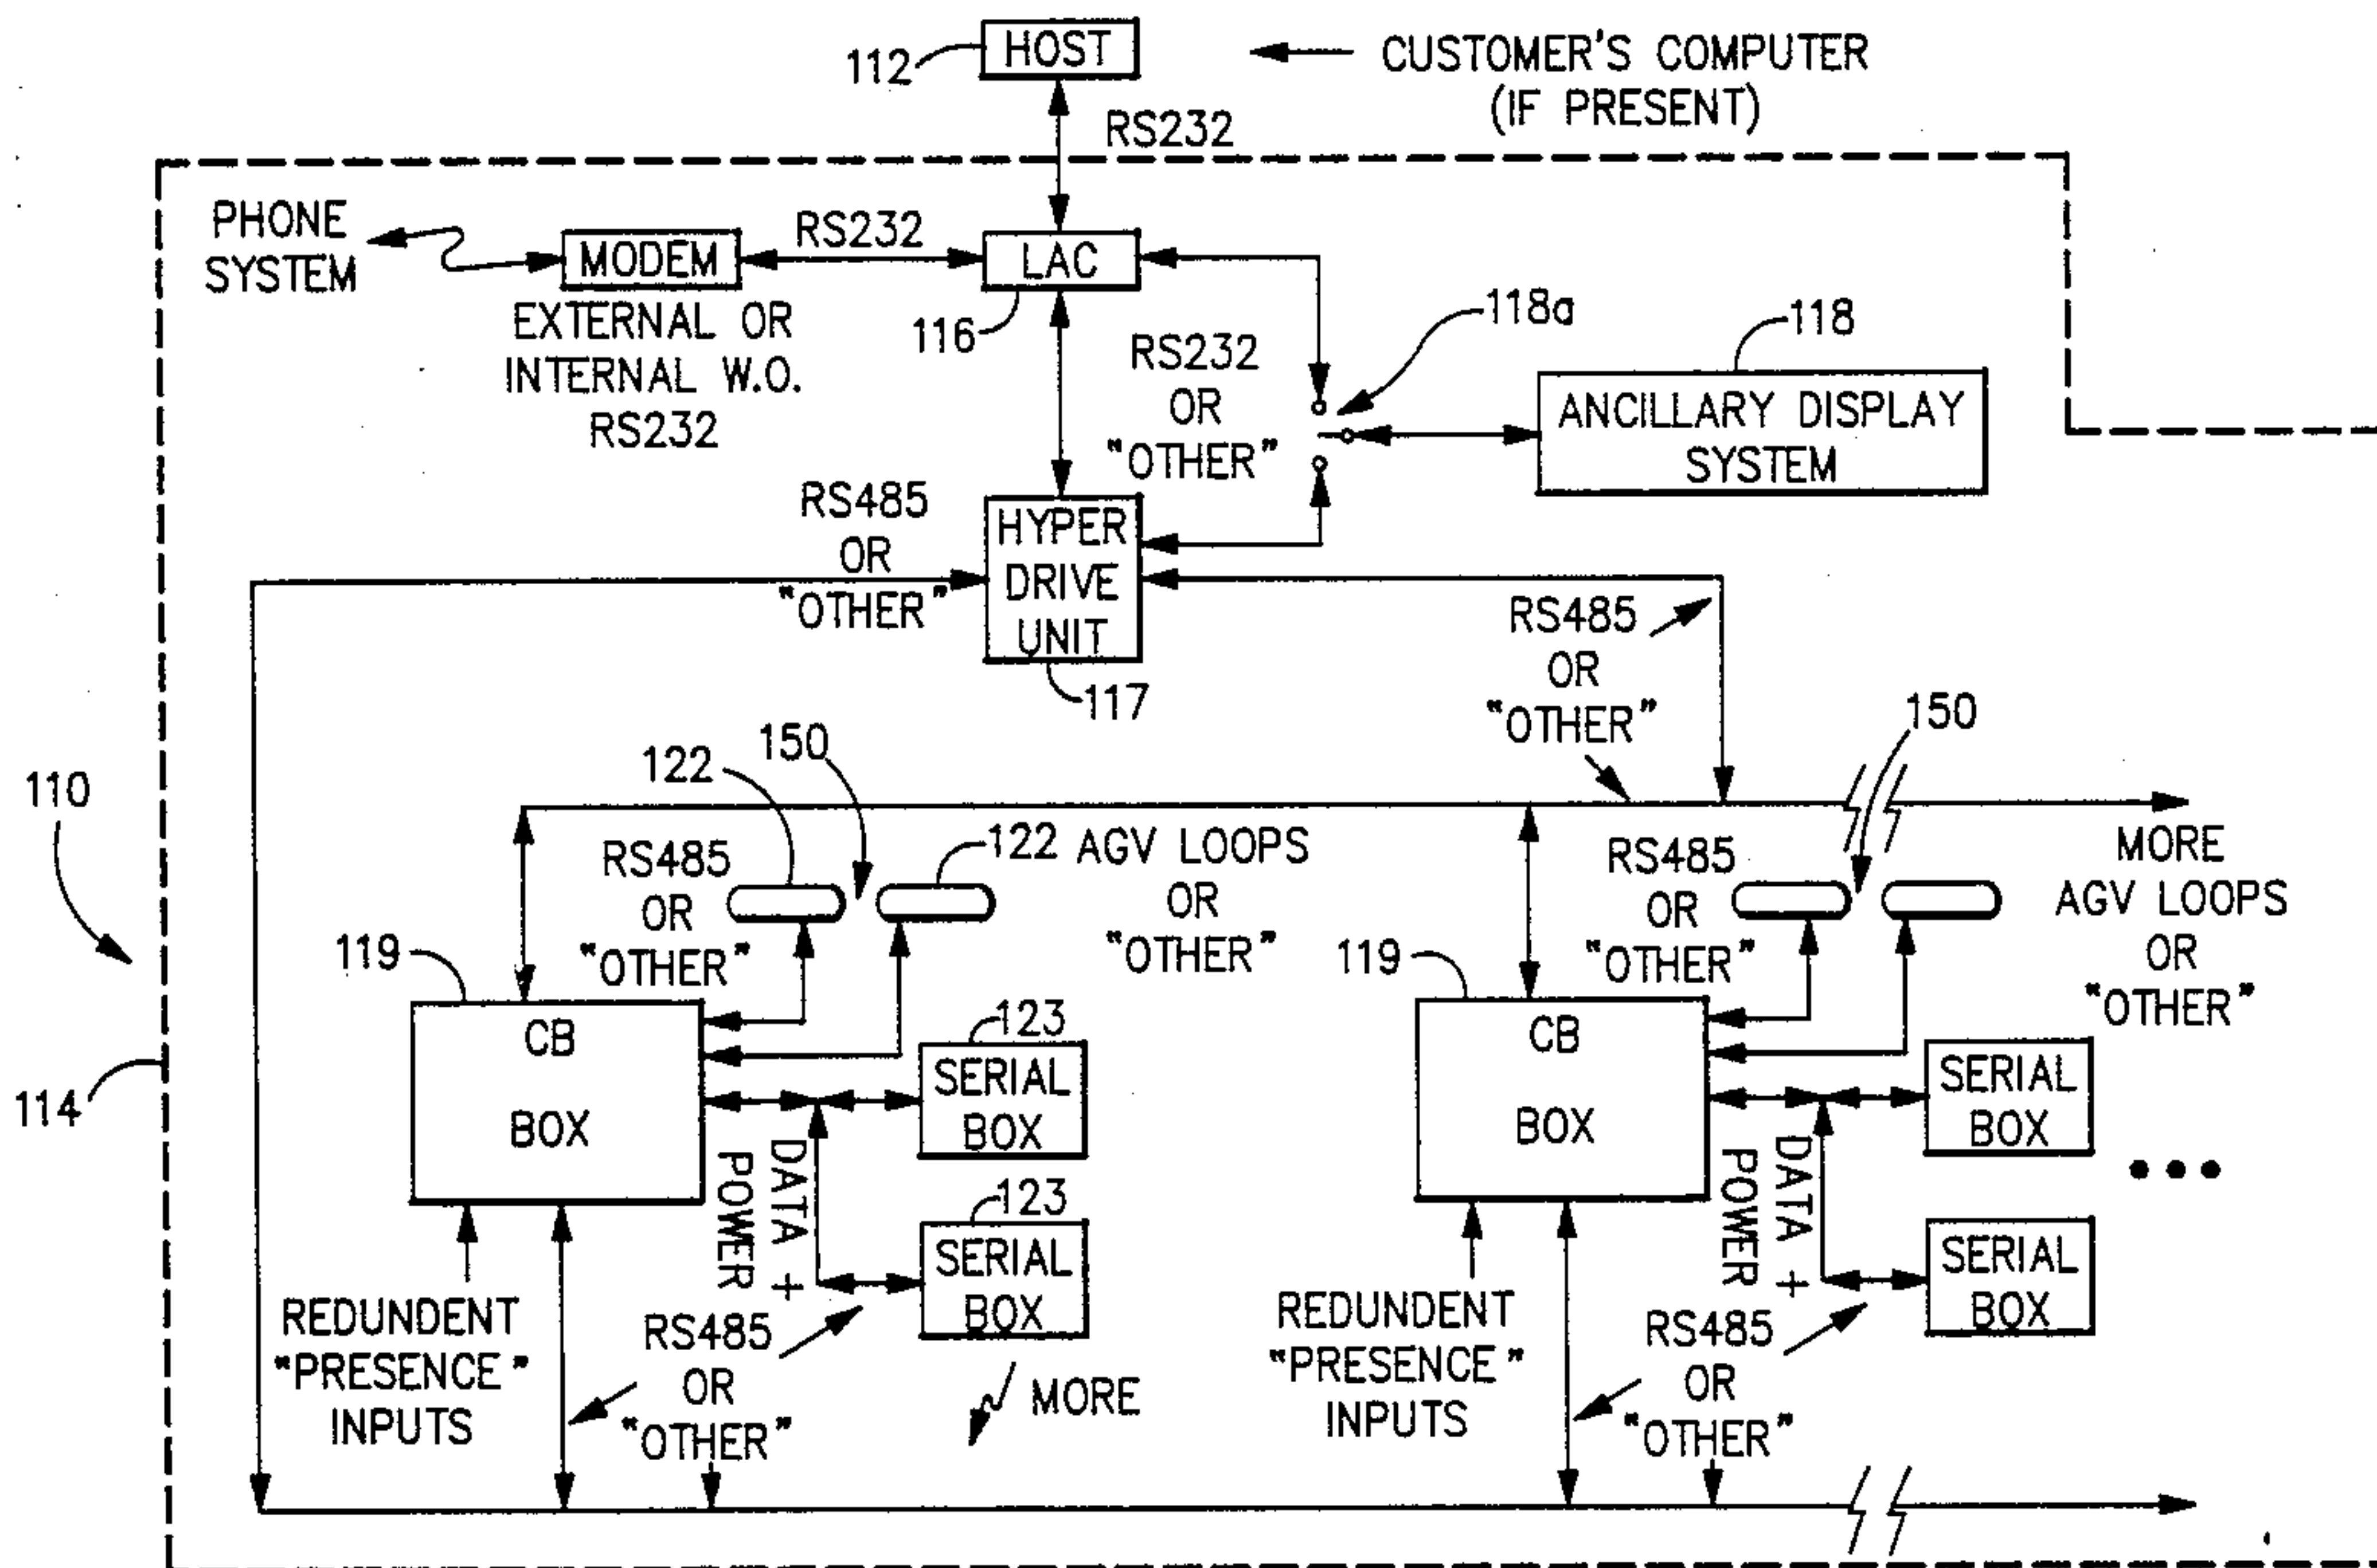 HOST
112
CUSTOMER'S COMPUTER
(IF PRESENT)
RS232
PHONE
SYSTEM
MODEM
RS232
LAC
EXTERNAL OR
INTERNAL W.O.
RS232
116
RS232
OR
"OTHER"
118a
118
ANCILLARY DISPLAY
SYSTEM
RS485
OR
"OTHER"
HYPER
DRIVE
UNIT
117
RS485
OR
"OTHER"
110
114
122
150
122
AGV LOOPS
OR
"OTHER"
RS485
OR
"OTHER"
119
CB
BOX
123
SERIAL
BOX
123
SERIAL
BOX
DATA +
POWER
REDUNDENT
"PRESENCE"
INPUTS
RS485
OR
"OTHER"
MORE
150
MORE
AGV LOOPS
OR
"OTHER"
RS485
OR
"OTHER"
119
CB
BOX
SERIAL
BOX
SERIAL
BOX
DATA +
POWER
REDUNDENT
"PRESENCE"
INPUTS
RS485
OR
"OTHER"